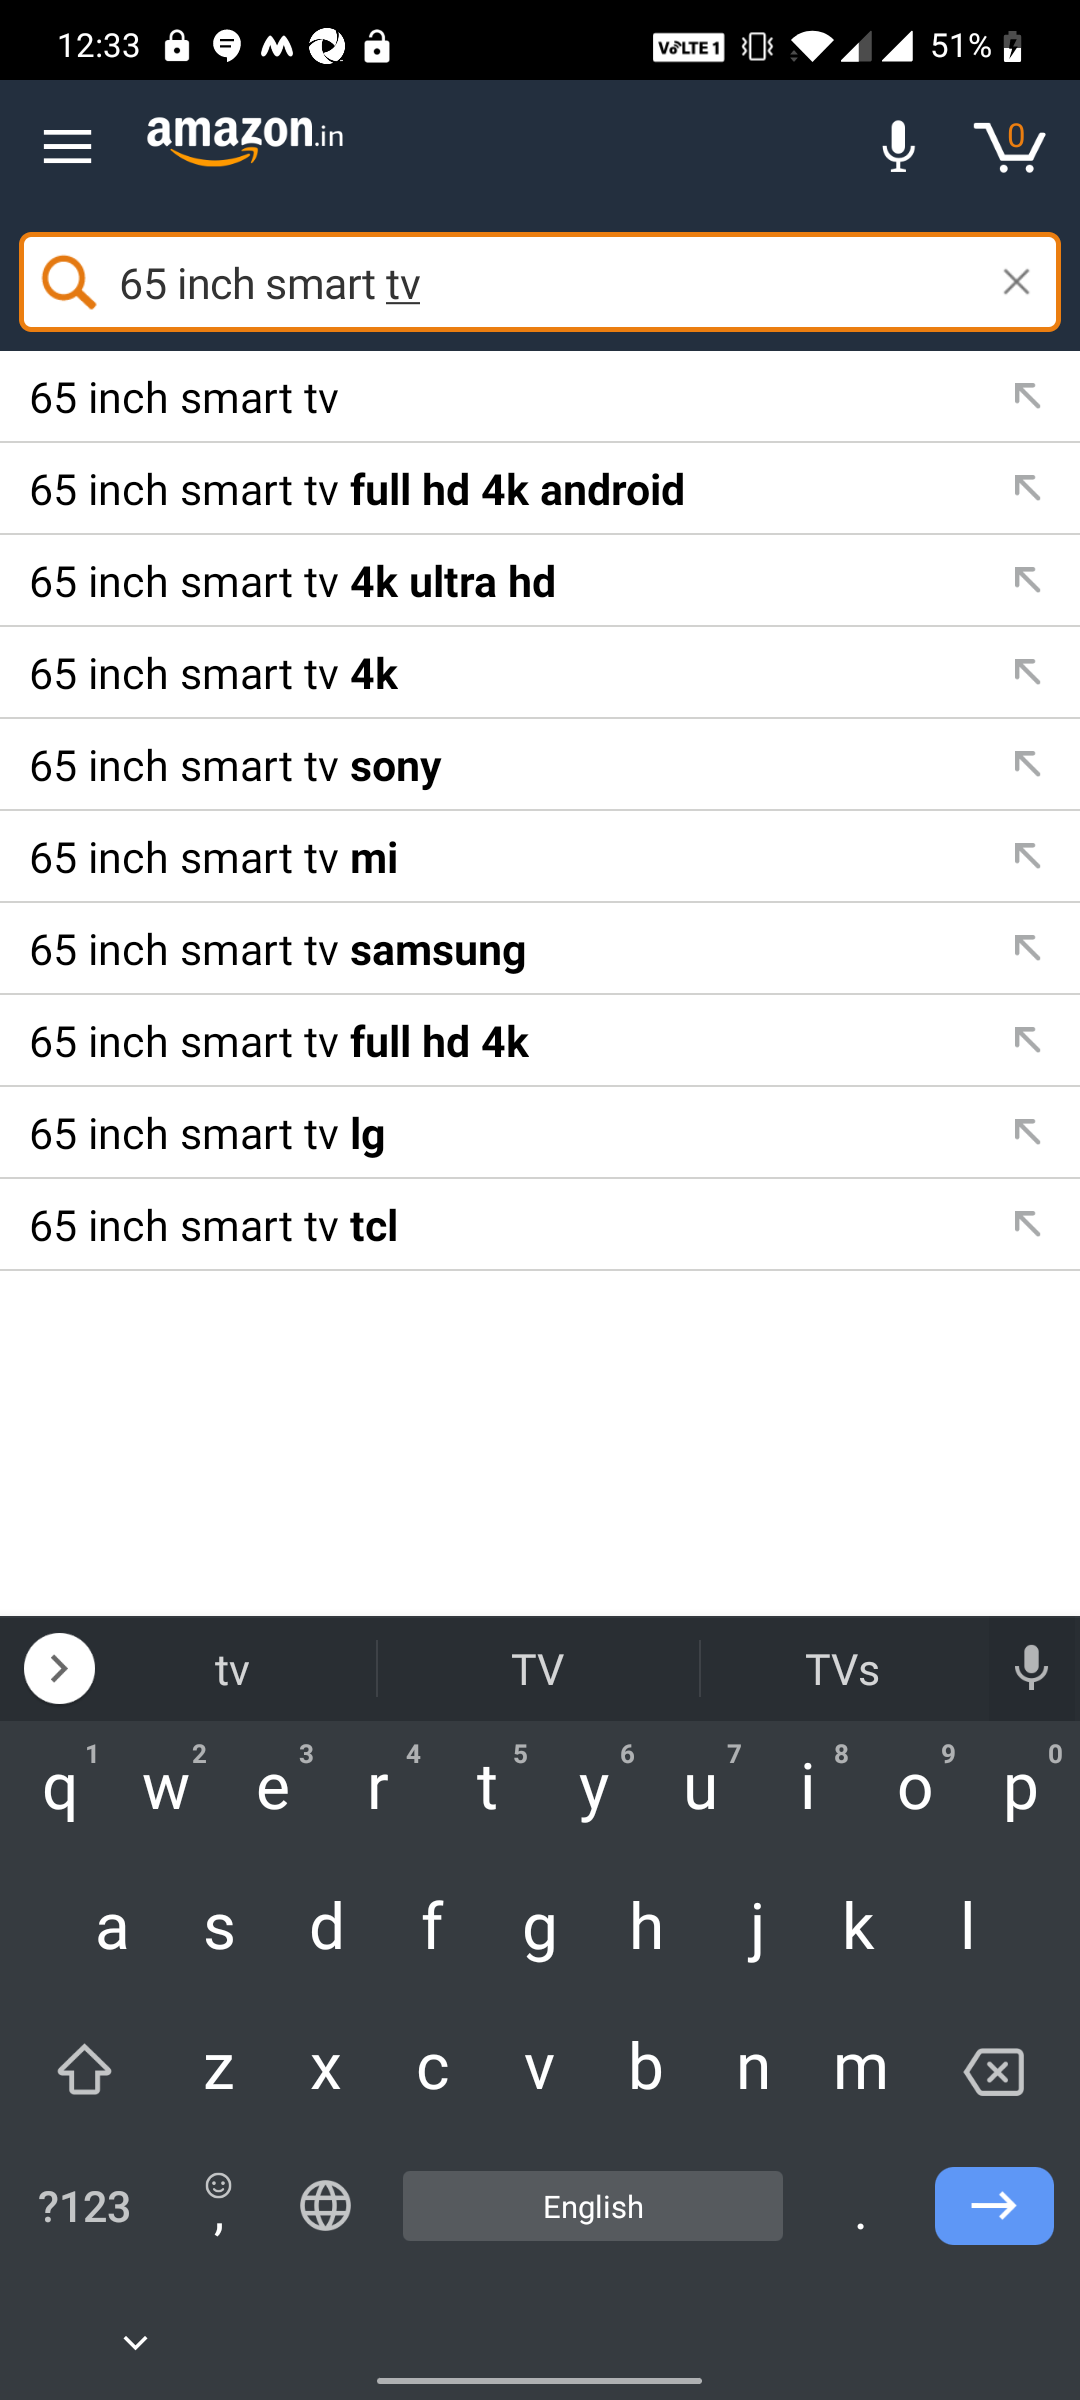 12:33 VoLTE 1 51%
amazon.in 0
65 inch smart tv
65 inch smart tv
65 inch smart tv full hd 4k android
65 inch smart tv 4k ultra hd
65 inch smart tv 4k
65 inch smart tv sony
65 inch smart tv mi
65 inch smart tv samsung
65 inch smart tv full hd 4k
65 inch smart tv lg
65 inch smart tv tcl
tv TV TVs
1 2 3 4 5 6 7 8 9 0
q w e r t y u i o p
a s d f g h j k l
z x c v b n m
?123 , English .